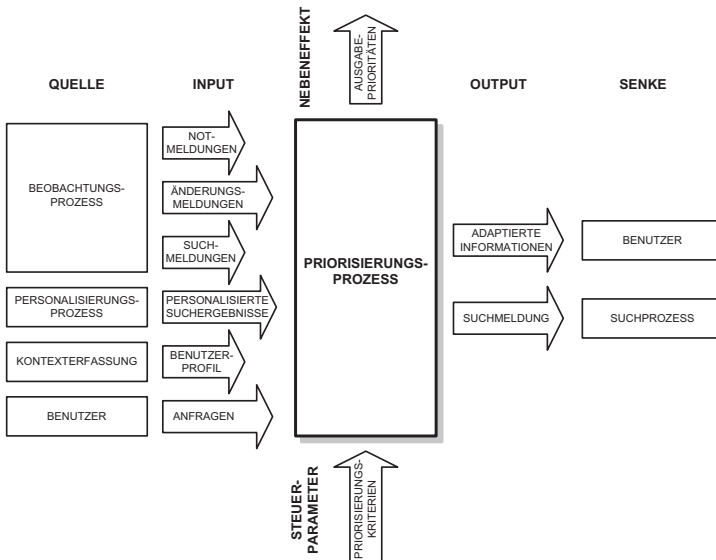 NEBENEFFEKT
AUSGABE-
PRIORITÄTEN
QUELLE
INPUT
OUTPUT
SENKE
BEOBACHTUNGS-
PROZESS
NOT-
MELDUNGEN
ÄNDERUNGS-
MELDUNGEN
SUCH-
MELDUNGEN
PERSONALISIERUNGS-
PROZESS
PERSONALISIERTE
SUCHERGEBNISSE
KONTEXTERFASSUNG
BENUTZER-
PROFIL
BENUTZER
ANFRAGEN
PRIORISIERUNGS-
PROZESS
ADAPTIERTE
INFORMATIONEN
BENUTZER
SUCHMELDUNG
SUCHPROZESS
STEUER-
PARAMETER
PRIORISIERUNGS-
KRITERIEN